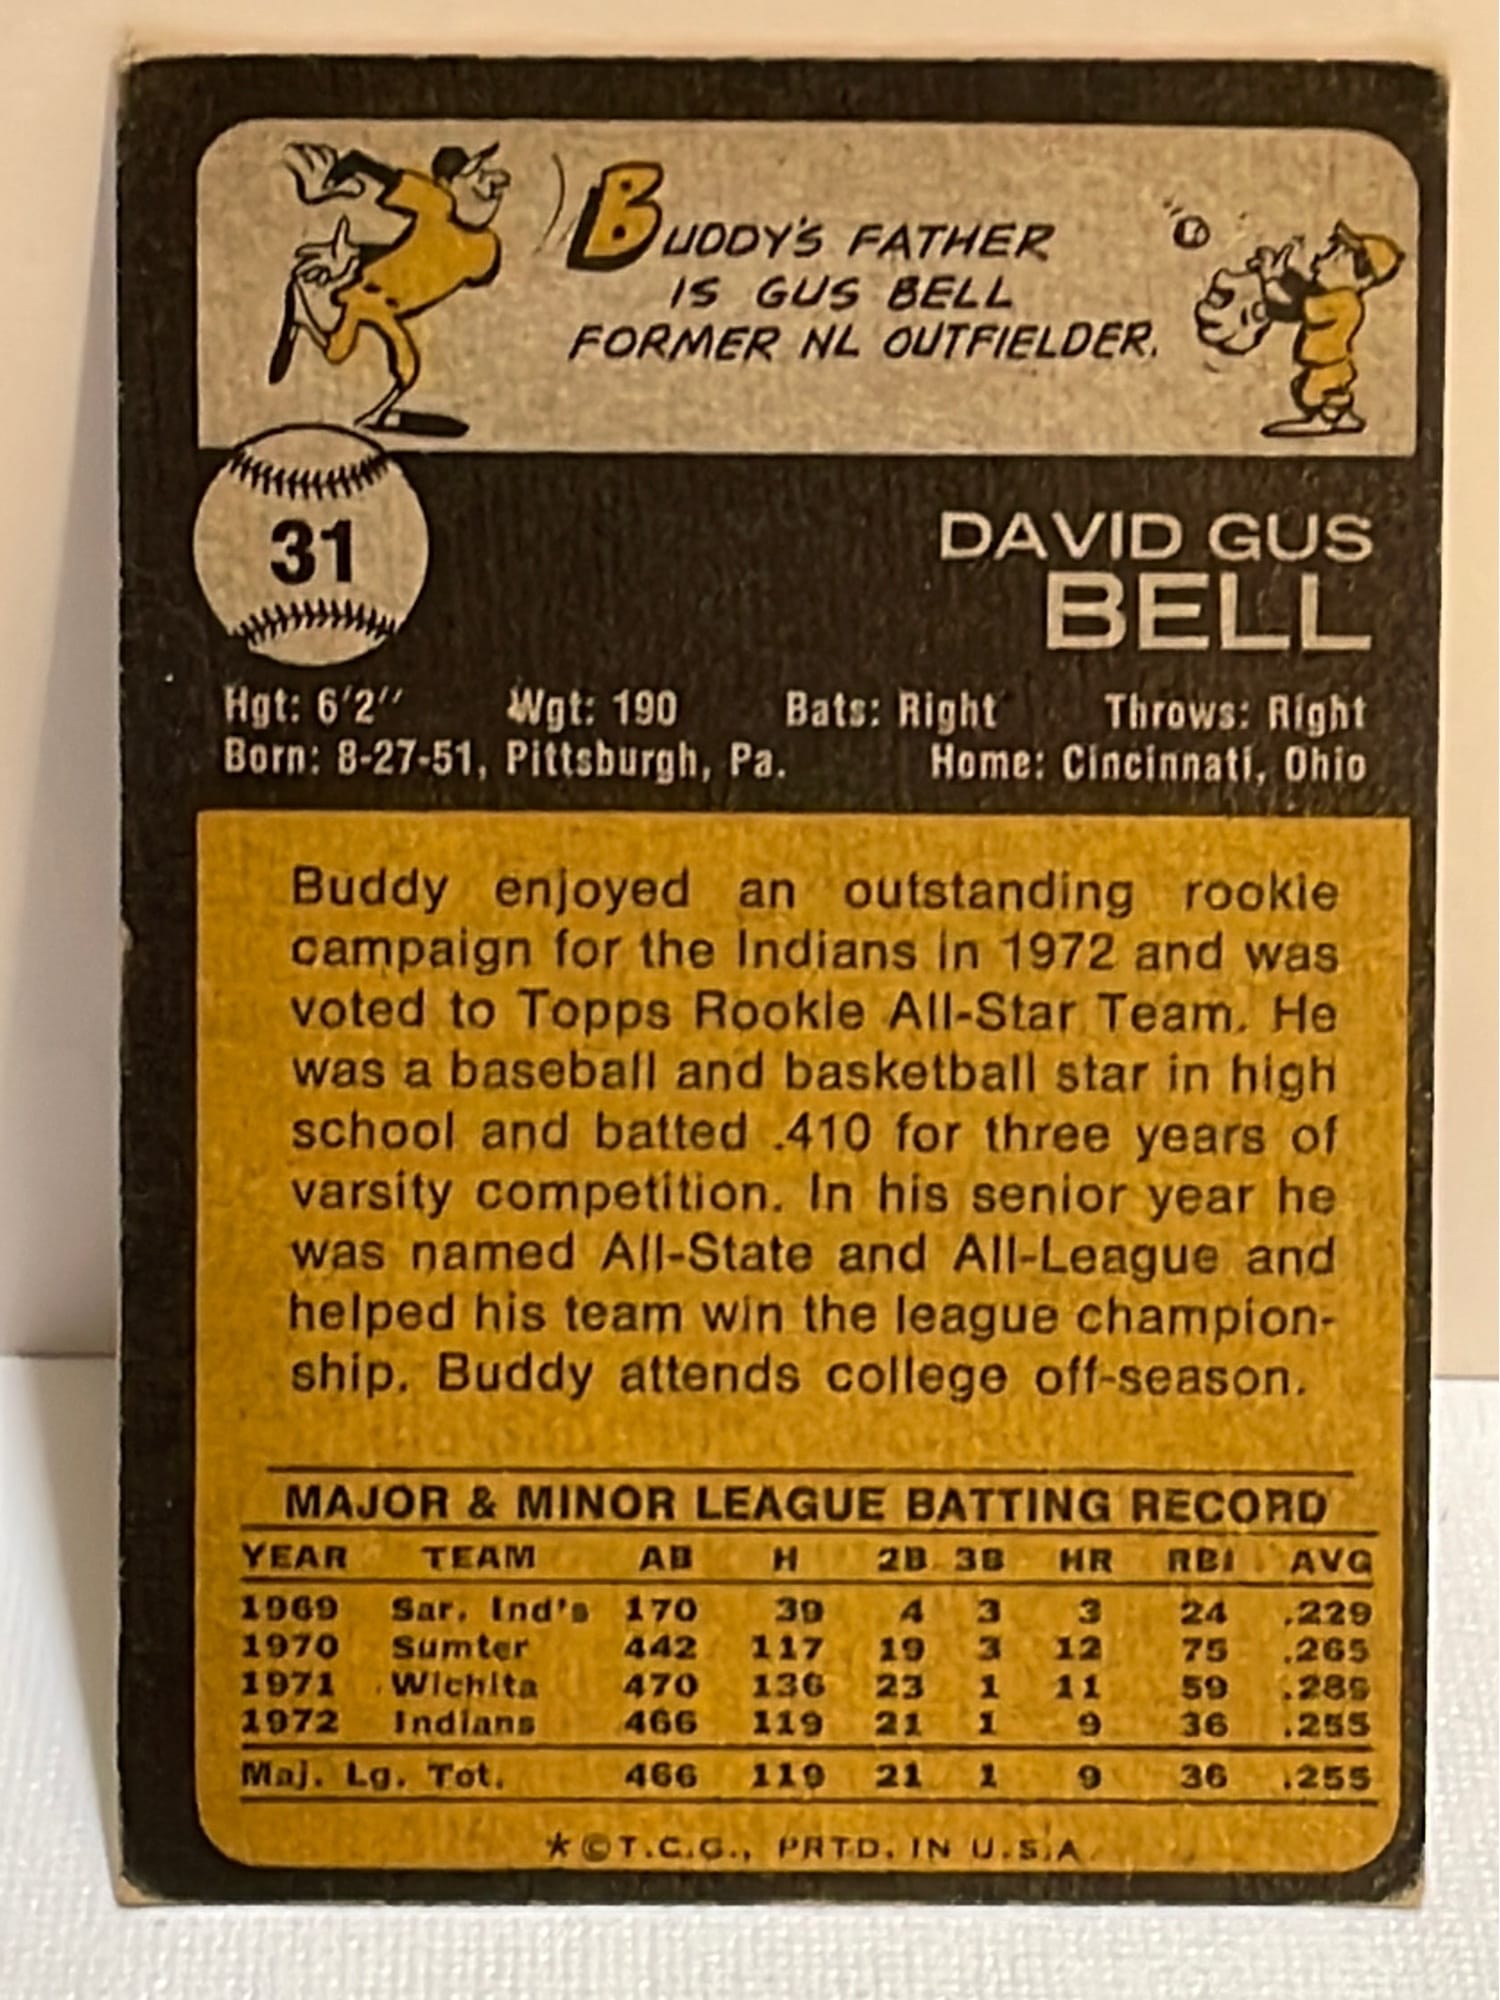 BUDDY'S FATHER
IS GUS BELL
FORMER NL OUTFIELDER.
31
DAVID GUS
BELL
Hgt: 6'2" Wgt: 190 Bats: Right Throws: Right
Born: 8-27-51, Pittsburgh, Pa. Home: Cincinnati, Ohio
Buddy enjoyed an outstanding rookie
campaign for the Indians in 1972 and was
voted to Topps Rookie All-Star Team. He
was a baseball and basketball star in high
school and batted .410 for three years of
varsity competition. In his senior year he
was named All-State and All-League and
helped his team win the league champion-
ship. Buddy attends college off-season.
MAJOR & MINOR LEAGUE BATTING RECORD
YEAR TEAM AB H 2B 3B HR RBI AVG
1969 Sar. Ind's 170 39 4 3 3 24 .229
1970 Sumter 442 117 19 3 12 75 .265
1971 Wichita 470 136 23 1 11 59 .289
1972 Indians 466 119 21 1 9 36 .255
Maj. Lg. Tot. 466 119 21 1 9 36 .255
*©T.C.G., PRTD. IN U.S.A.